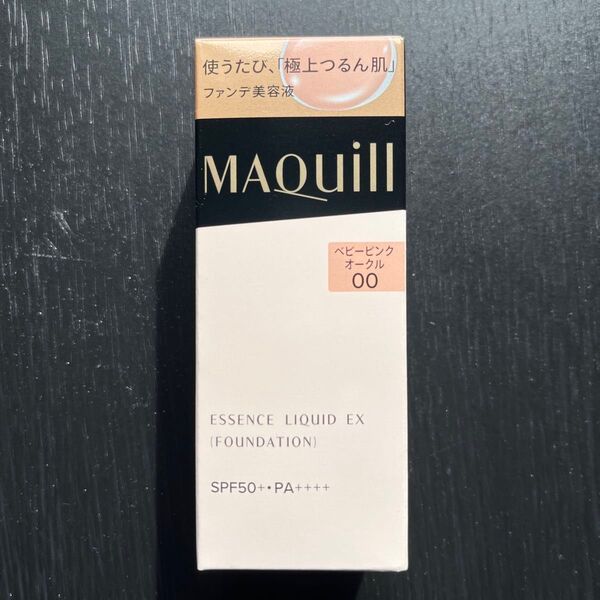 使うたび、「極上つるん肌」
ファンデ美容液
MAQuill
ベビーピンク
オークル
00
ESSENCE LIQUID EX
(FOUNDATION)
SPF50+・PA++++